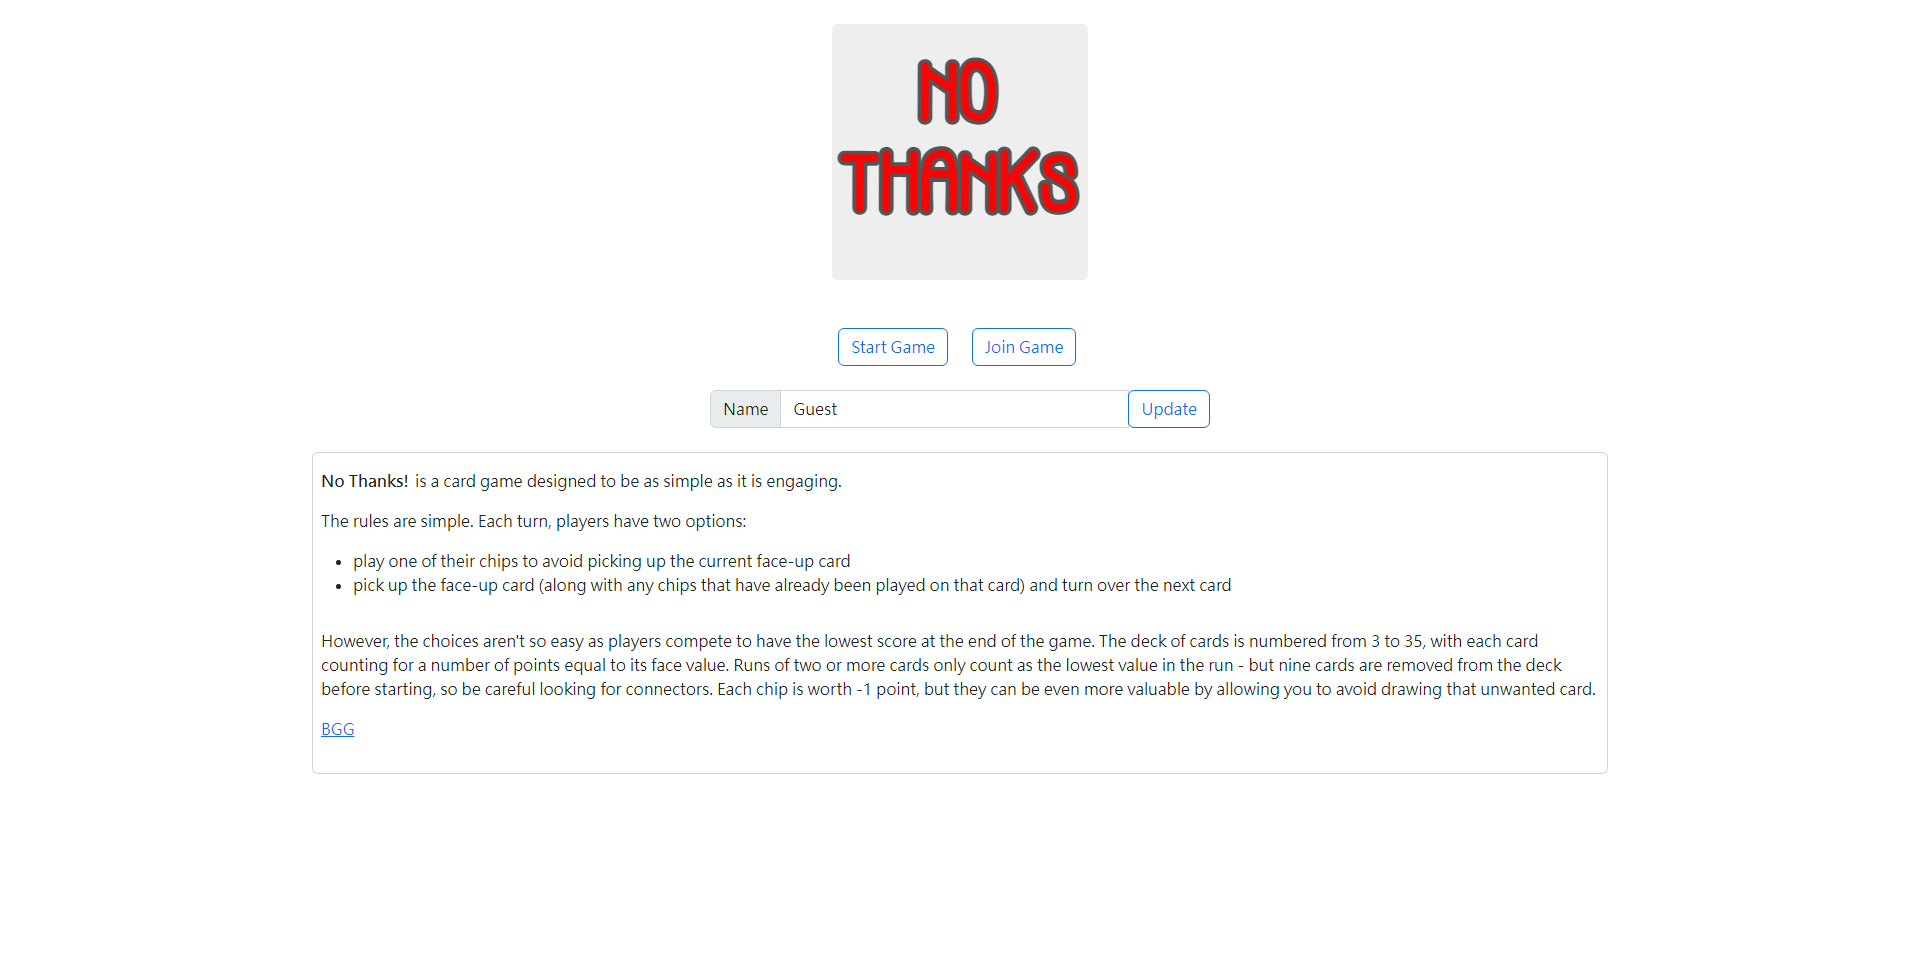 NO
THANKS
Start Game
Join Game
Name
Guest
Update
No Thanks! is a card game designed to be as simple as it is engaging.
The rules are simple. Each turn, players have two options:
play one of their chips to avoid picking up the current face-up card
pick up the face-up card (along with any chips that have already been played on that card) and turn over the next card
However, the choices aren't so easy as players compete to have the lowest score at the end of the game. The deck of cards is numbered from 3 to 35, with each card
counting for a number of points equal to its face value. Runs of two or more cards only count as the lowest value in the run - but nine cards are removed from the deck
before starting, so be careful looking for connectors. Each chip is worth -1 point, but they can be even more valuable by allowing you to avoid drawing that unwanted card.
BGG